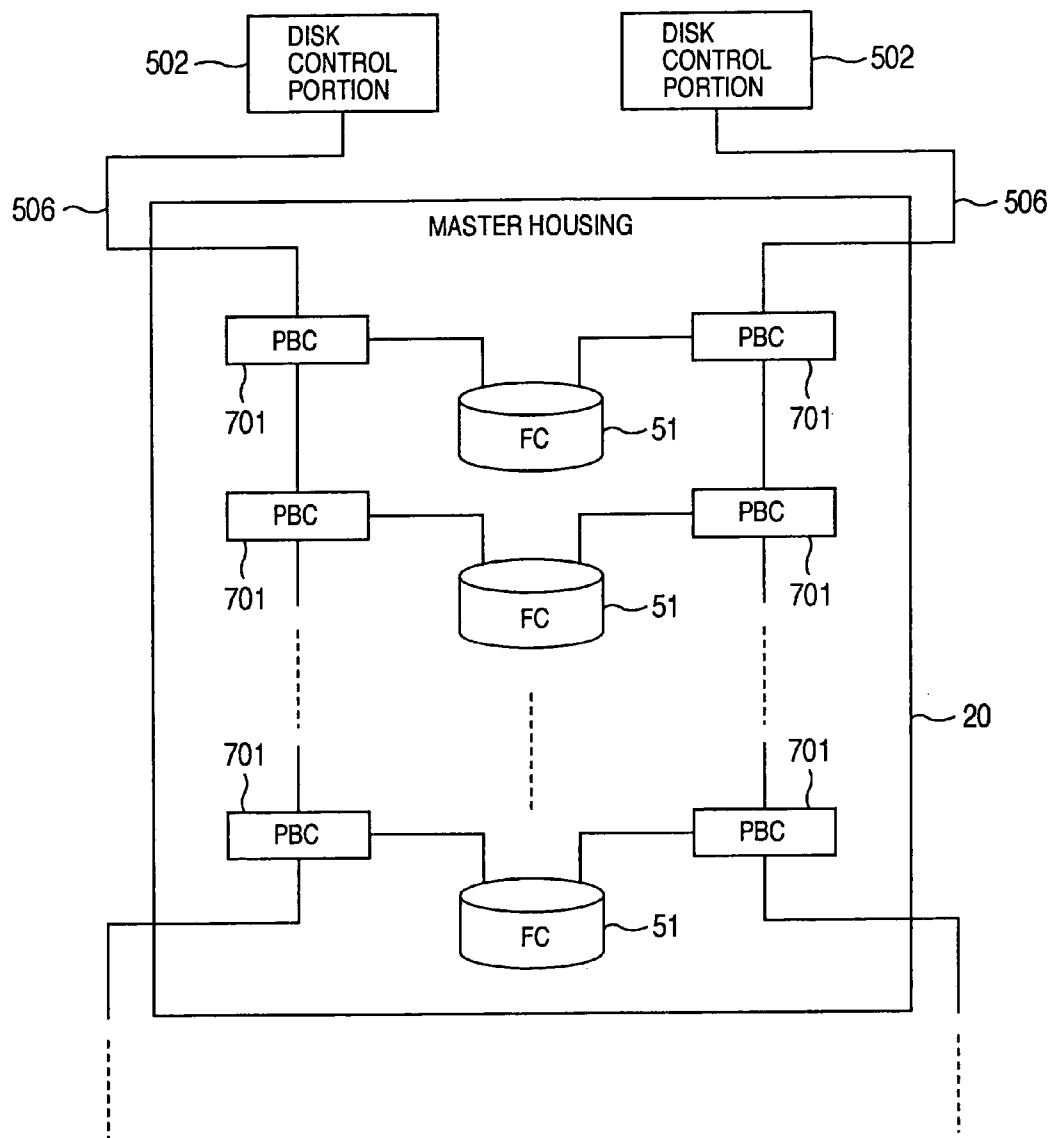 DISK
CONTROL
PORTION
502
DISK
CONTROL
PORTION
502
506
506
MASTER HOUSING
PBC
PBC
701
701
FC
51
PBC
PBC
701
701
FC
51
20
701
701
PBC
PBC
FC
51